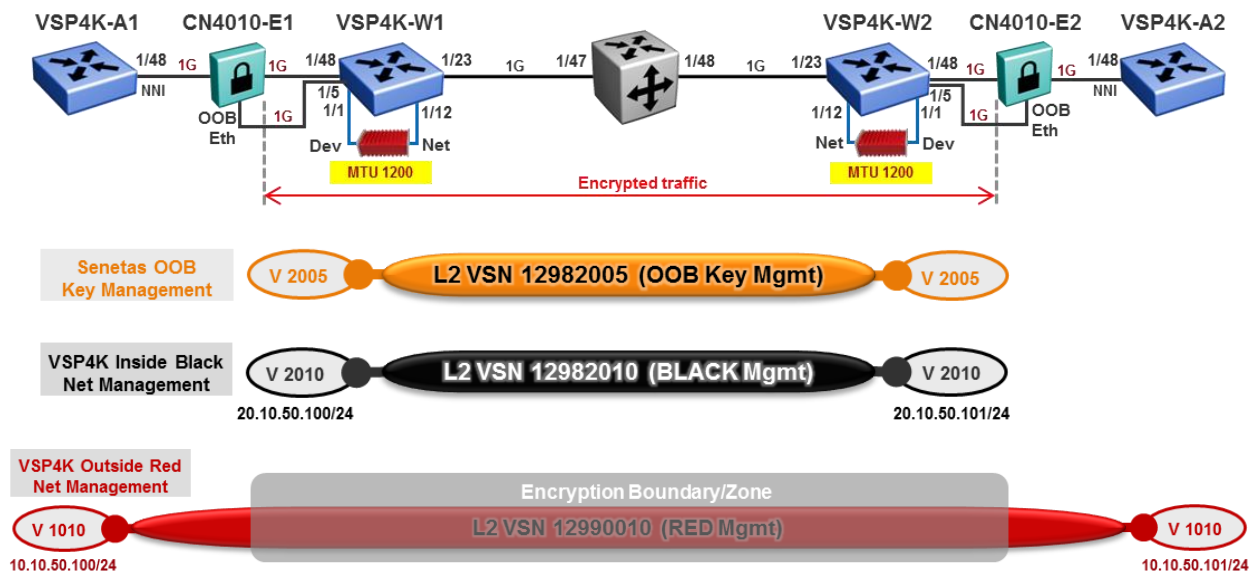 VSP4K-A1
CN4010-E1
VSP4K-W1
VSP4K-W2
CN4010-E2
VSP4K-A2
1/48
1G
1G
1/48
1/23
1G
1/47
1/48
1G
1/23
1/48
1G
1G
1/48
NNI
1/5
1/5
NNI
OOB
Eth
1G
1/1
1/12
1/12
1/1
1G
OOB
Eth
Dev
Net
Net
Dev
MTU 1200
MTU 1200
Encrypted traffic
Senetas OOB
Key Management
V 2005
L2 VSN 12982005 (OOB Key Mgmt)
V 2005
VSP4K Inside Black
Net Management
V 2010
L2 VSN 12982010 (BLACK Mgmt)
V 2010
20.10.50.100/24
20.10.50.101/24
VSP4K Outside Red
Net Management
Encryption Boundary/Zone
V 1010
L2 VSN 12990010 (RED Mgmt)
V 1010
10.10.50.100/24
10.10.50.101/24